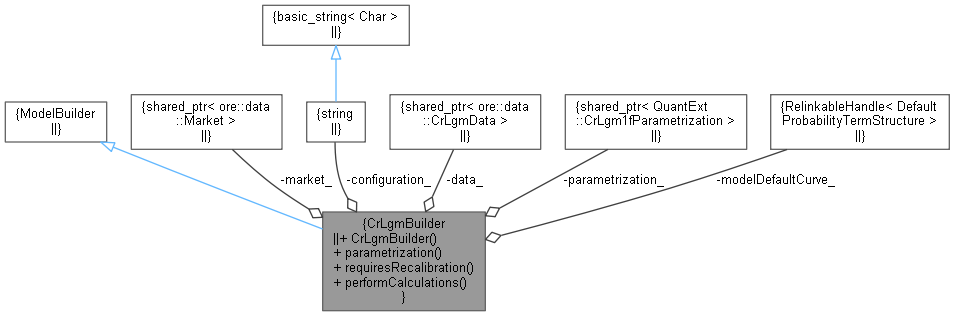 {basic_string< Char >
||}
{ModelBuilder
||}
{shared_ptr< ore::data
::Market >
||}
{string
||}
{shared_ptr< ore::data
::CrLgmData >
||}
{shared_ptr< QuantExt
::CrLgm1fParametrization >
||}
{RelinkableHandle< Default
ProbabilityTermStructure >
||}
-market_
-configuration_
-data_
-parametrization_
-modelDefaultCurve_
{CrLgmBuilder
||+ CrLgmBuilder()
+ parametrization()
+ requiresRecalibration()
+ performCalculations()
}